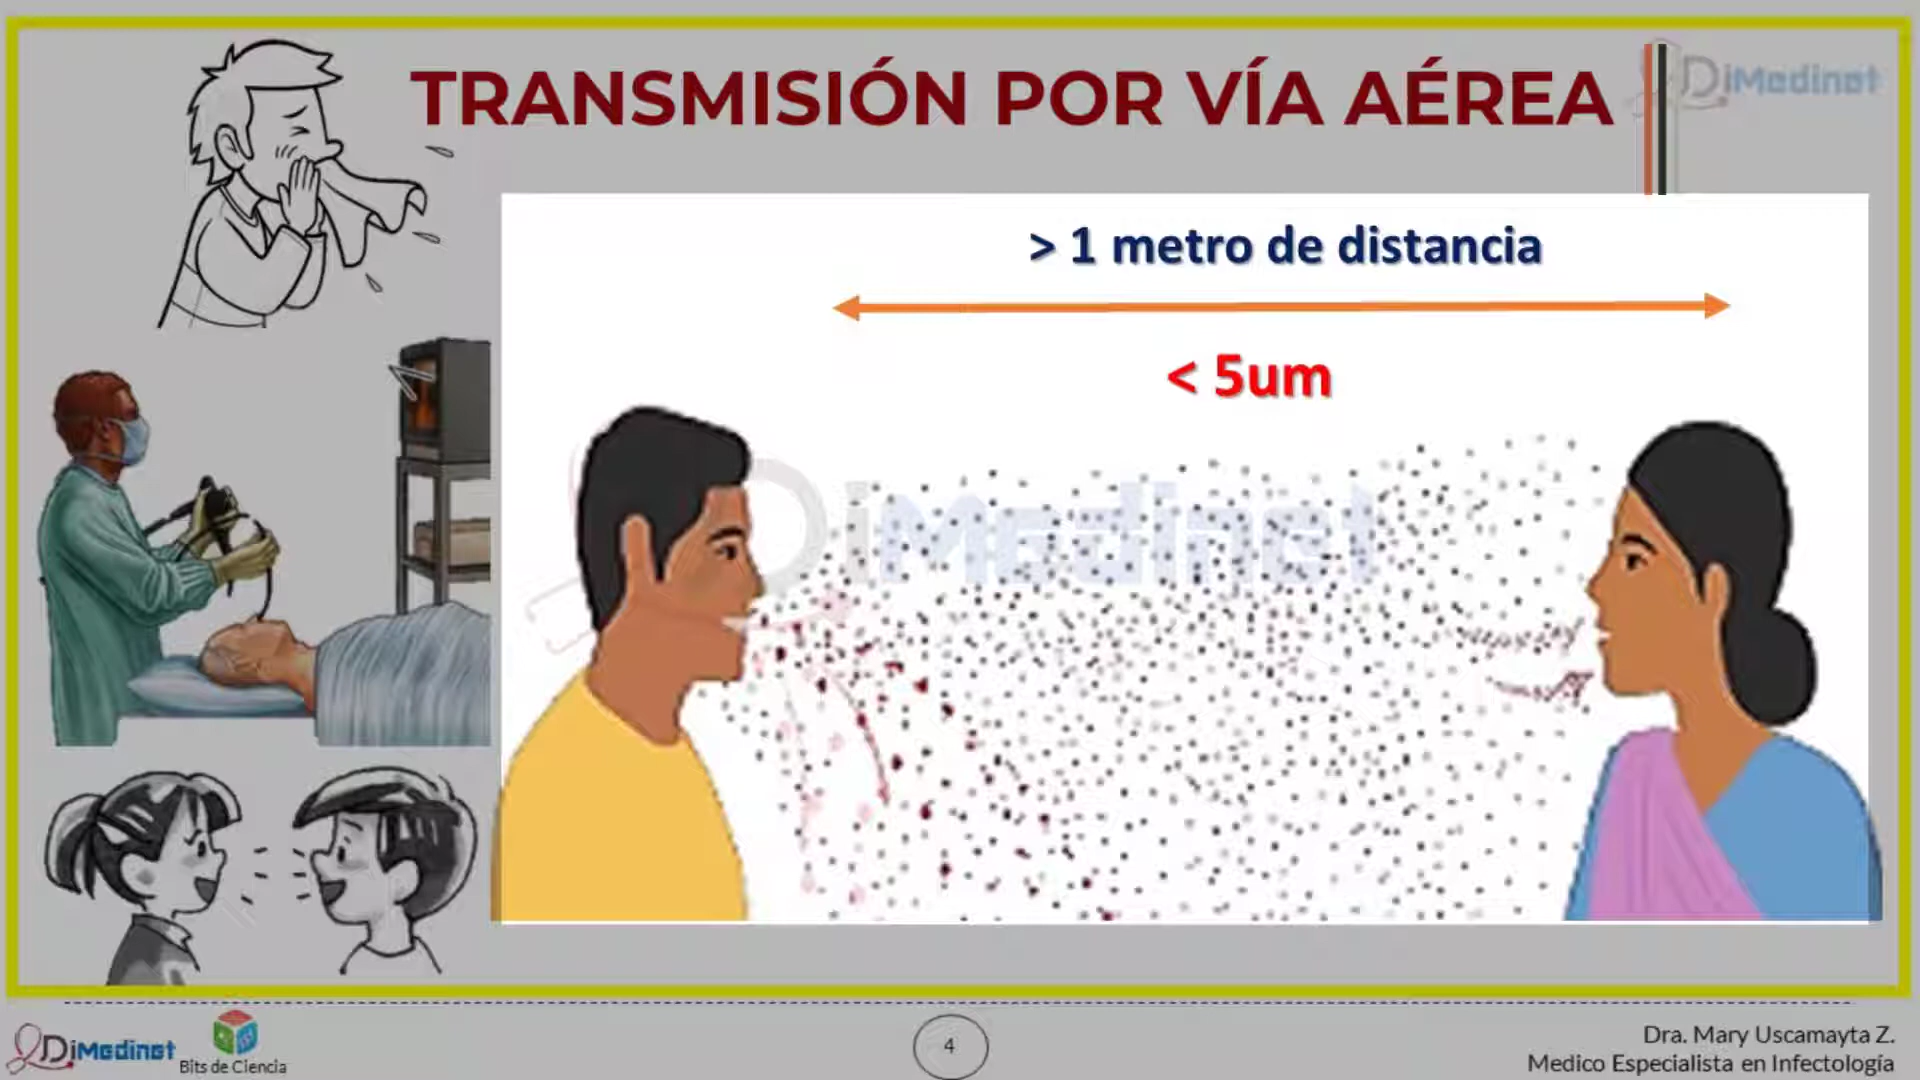 TRANSMISIÓN POR VÍA AÉREA
DiMedinet
> 1 metro de distancia
< 5um
DiMedinet
DiMedinet
Bits de Ciencia
4
Dra. Mary Uscamayta Z.
Medico Especialista en Infectología